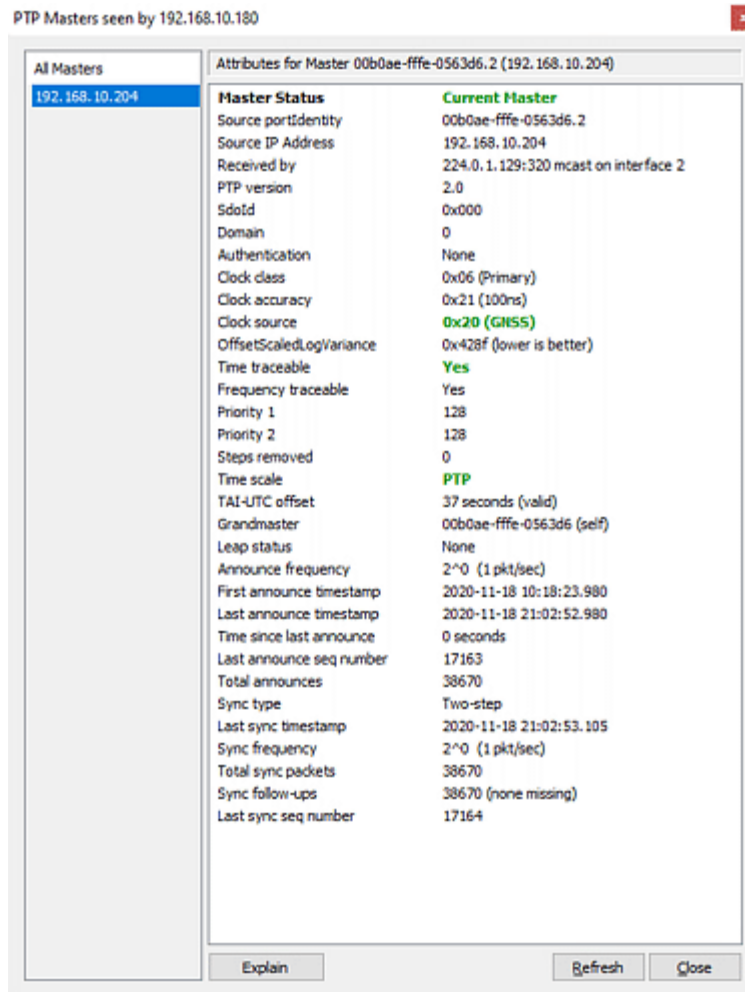 PTP Masters seen by 192.168.10.180
All Masters
192.168.10.204
Attributes for Master 00b0ae-fffe-0563d6.2 (192.168.10.204)
Master Status Current Master
Source portIdentity 00b0ae-fffe-0563d6.2
Source IP Address 192.168.10.204
Received by 224.0.1.129:320 mcast on interface 2
PTP version 2.0
SdoId 0x000
Domain 0
Authentication None
Clock class 0x06 (Primary)
Clock accuracy 0x21 (100ns)
Clock source 0x20 (GNSS)
OffsetScaledLogVariance 0x428f (lower is better)
Time traceable Yes
Frequency traceable Yes
Priority 1 128
Priority 2 128
Steps removed 0
Time scale PTP
TAI-UTC offset 37 seconds (valid)
Grandmaster 00b0ae-fffe-0563d6 (self)
Leap status None
Announce frequency 2^0 (1 pkt/sec)
First announce timestamp 2020-11-18 10:18:23.980
Last announce timestamp 2020-11-18 21:02:52.980
Time since last announce 0 seconds
Last announce seq number 17163
Total announces 38670
Sync type Two-step
Last sync timestamp 2020-11-18 21:02:53.105
Sync frequency 2^0 (1 pkt/sec)
Total sync packets 38670
Sync follow-ups 38670 (none missing)
Last sync seq number 17164
Explain Refresh Close